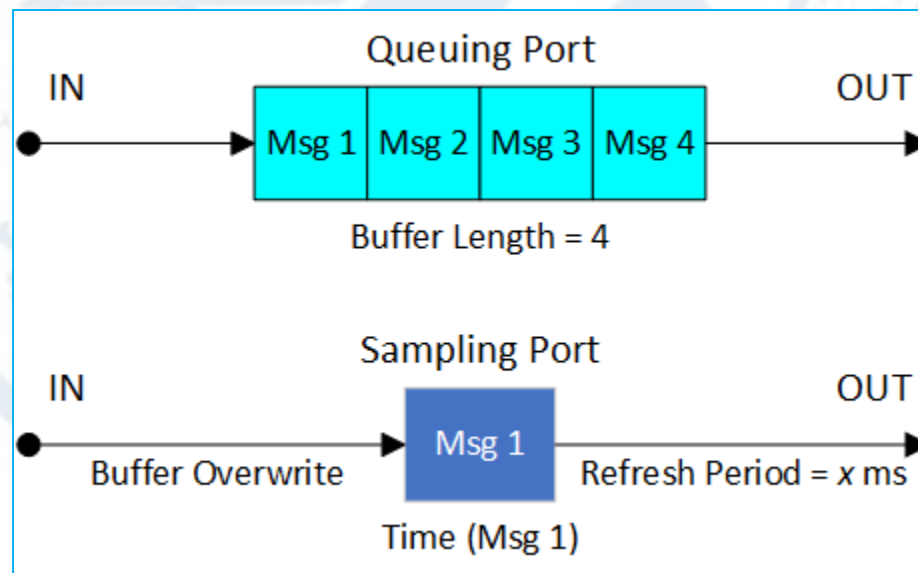 Queuing Port
IN
OUT
Msg 1 Msg 2 Msg 3 Msg 4
Buffer Length = 4
Sampling Port
IN
OUT
Msg 1
Buffer Overwrite
Refresh Period = x ms
Time (Msg 1)